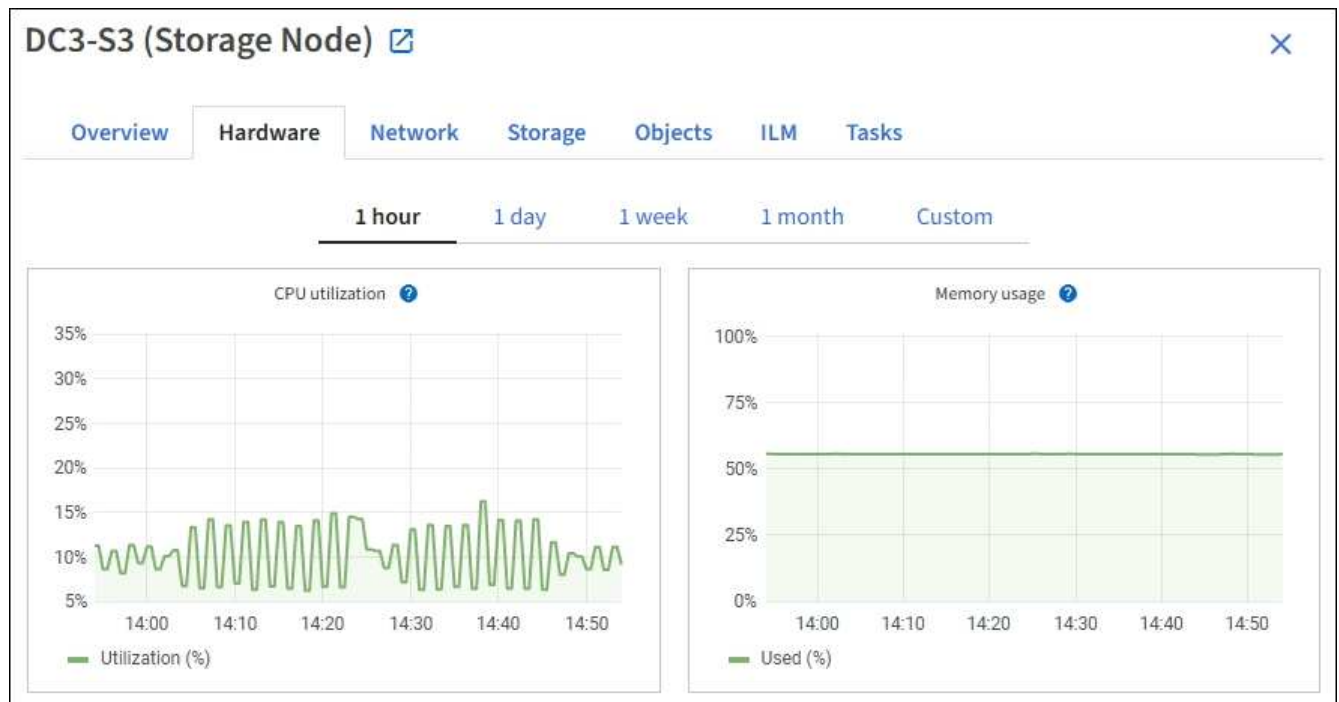 DC3-S3 (Storage Node)
Overview Hardware Network Storage Objects ILM Tasks
1 hour 1 day 1 week 1 month Custom
CPU utilization ?
35%
30%
25%
20%
15%
10%
5%
14:00 14:10 14:20 14:30 14:40 14:50
Utilization (%)
Memory usage ?
100%
75%
50%
25%
0%
14:00 14:10 14:20 14:30 14:40 14:50
Used (%)